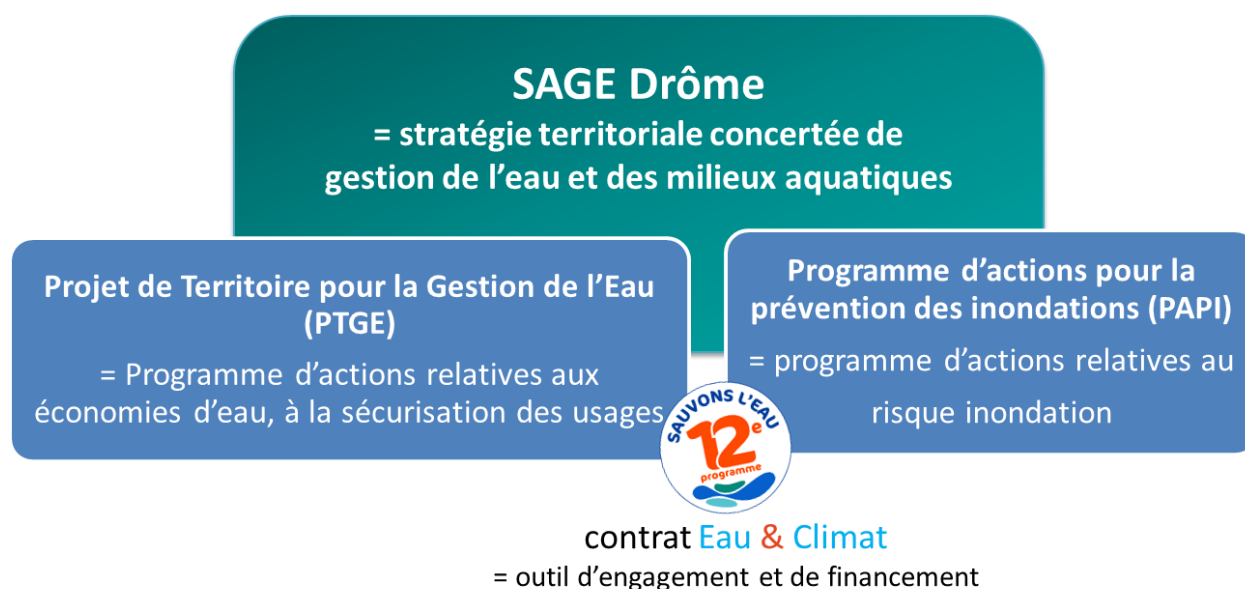 SAGE Drôme
= stratégie territoriale concertée de
gestion de l’eau et des milieux aquatiques
Projet de Territoire pour la Gestion de l’Eau
(PTGE)
= Programme d’actions relatives aux
économies d’eau, à la sécurisation des usages
Programme d’actions pour la
prévention des inondations (PAPI)
= programme d’actions relatives au
risque inondation
SAUVONS L'EAU
12e
programme
contrat Eau & Climat
= outil d’engagement et de financement